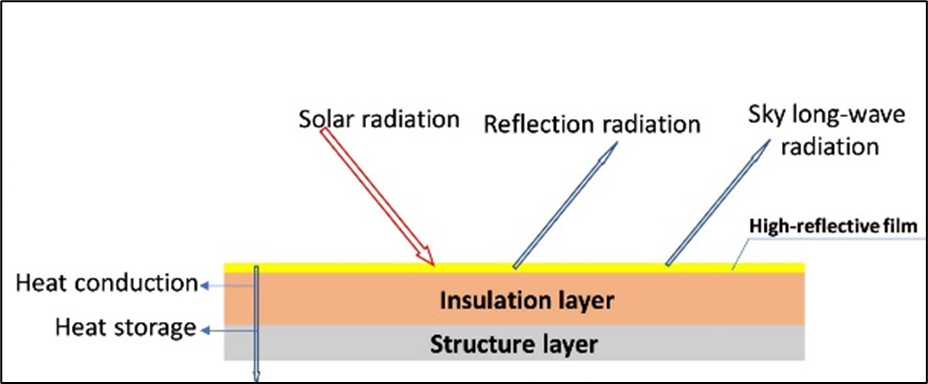 Solar radiation
Reflection radiation
Sky long-wave
radiation
High-reflective film
Heat conduction
Insulation layer
Heat storage
Structure layer